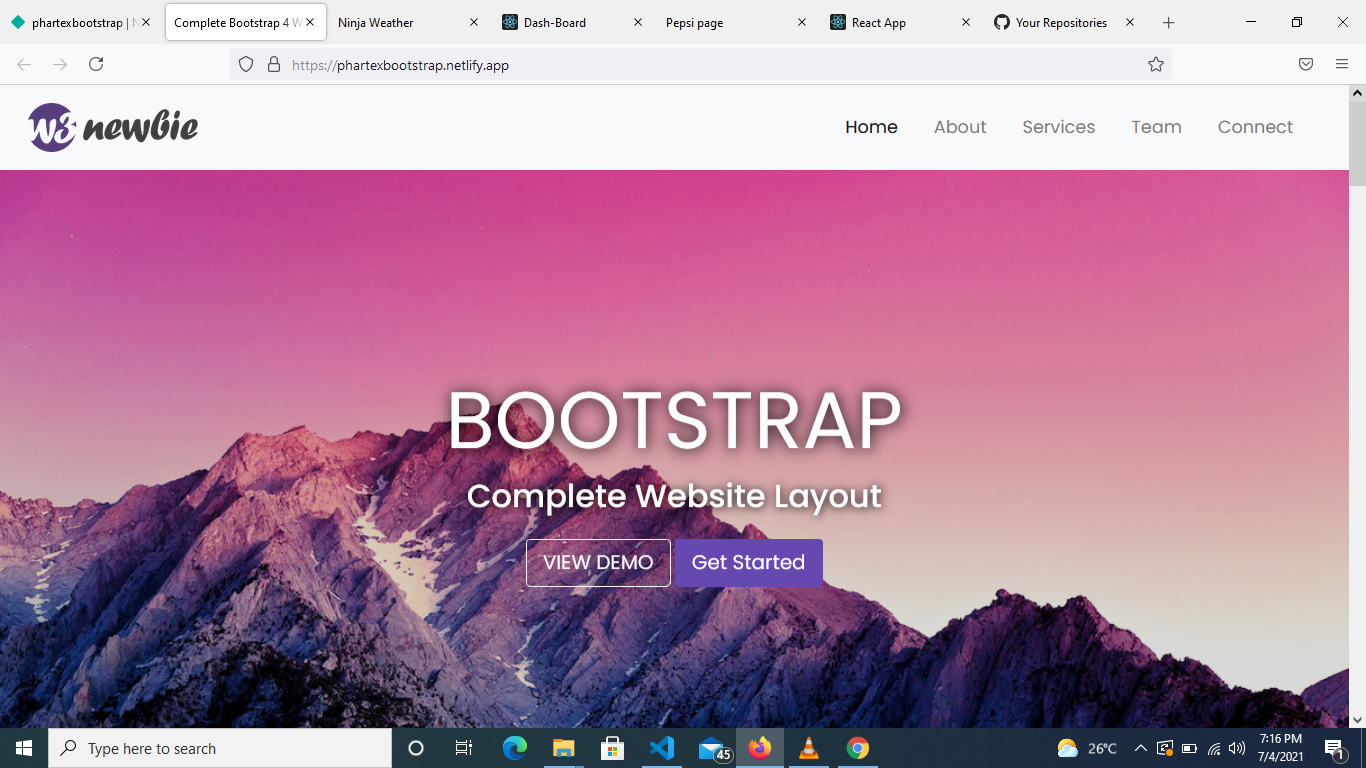 phartexbootstrap | N
Complete Bootstrap 4 W
Ninja Weather
Dash-Board
Pepsi page
React App
Your Repositories
https://phartexbootstrap.netlify.app
W3 newbie
Home About Services Team Connect
BOOTSTRAP
Complete Website Layout
VIEW DEMO Get Started
Type here to search
45
26°C
7:16 PM
7/4/2021
1